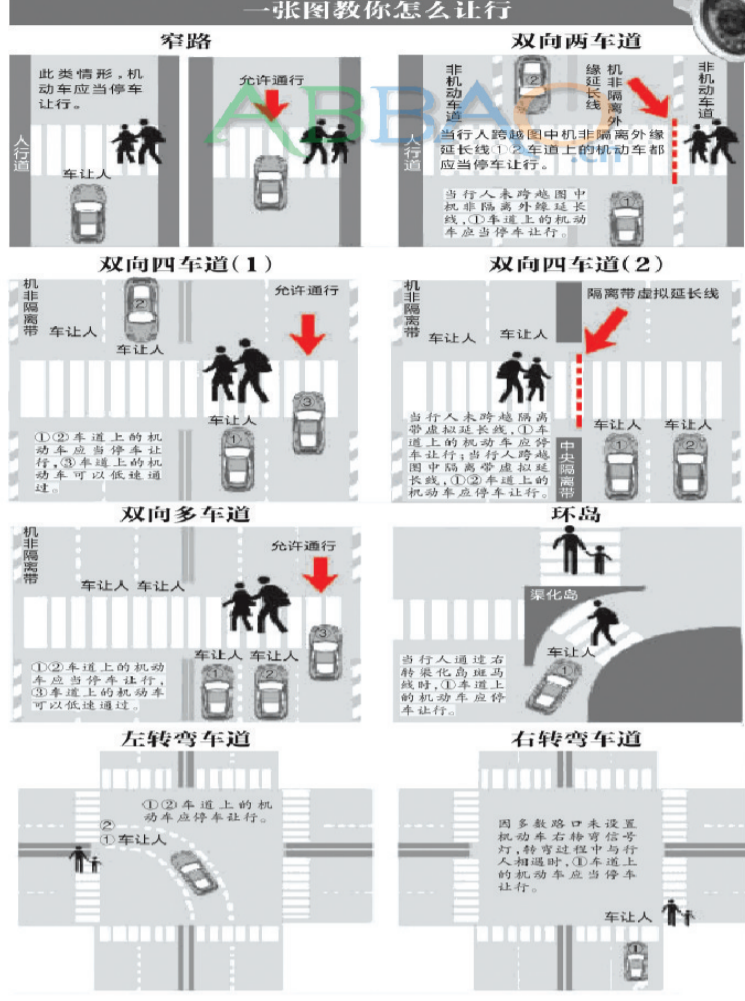 一张图教你怎么让行
窄路
此类情形,机
动车应当停车
让行。
人行道
车让人
允许通行
双向两车道
非机动车道
②
机非隔离外
缘延长线
非机动车道
人行道
当行人跨越图中机非隔离外缘
延长线①②车道上的机动车都
应当停车让行。
当行人未跨越图中
机非隔离外缘延长
线,①车道上的机动
车应当停车让行。
①
ABBAO
.cn
双向四车道(1)
机非隔离带
②
车让人
车让人
允许通行
③
车让人
①
①②车道上的机
动车应当停车让
行,③车道上的机
动车可以低速通
过。
双向四车道(2)
机非隔离带
隔离带虚拟延长线
车让人
车让人
当行人未跨越隔离
带虚拟延长线,①车
道上的机动车应停
车让行;当行人跨越
图中隔离带虚拟延
长线,①②车道上的
机动车应停车让行。
中央隔离带
车让人
车让人
①
②
双向多车道
机非隔离带
车让人 车让人
允许通行
③
车让人 车让人
①
②
①②车道上的机动
车应当停车让行,
③车道上的机动车
可以低速通过。
环岛
渠化岛
车让人
①
当行人通过右
转渠化岛斑马
线时,①车道上
的机动车应停
车让行。
左转弯车道
①②车道上的机
动车应停车让行。
②
①车让人
右转弯车道
因多数路口未设置
机动车右转弯信号
灯,转弯过程中与行
人相遇时,①车道上
的机动车应当停车
让行。
车让人
①